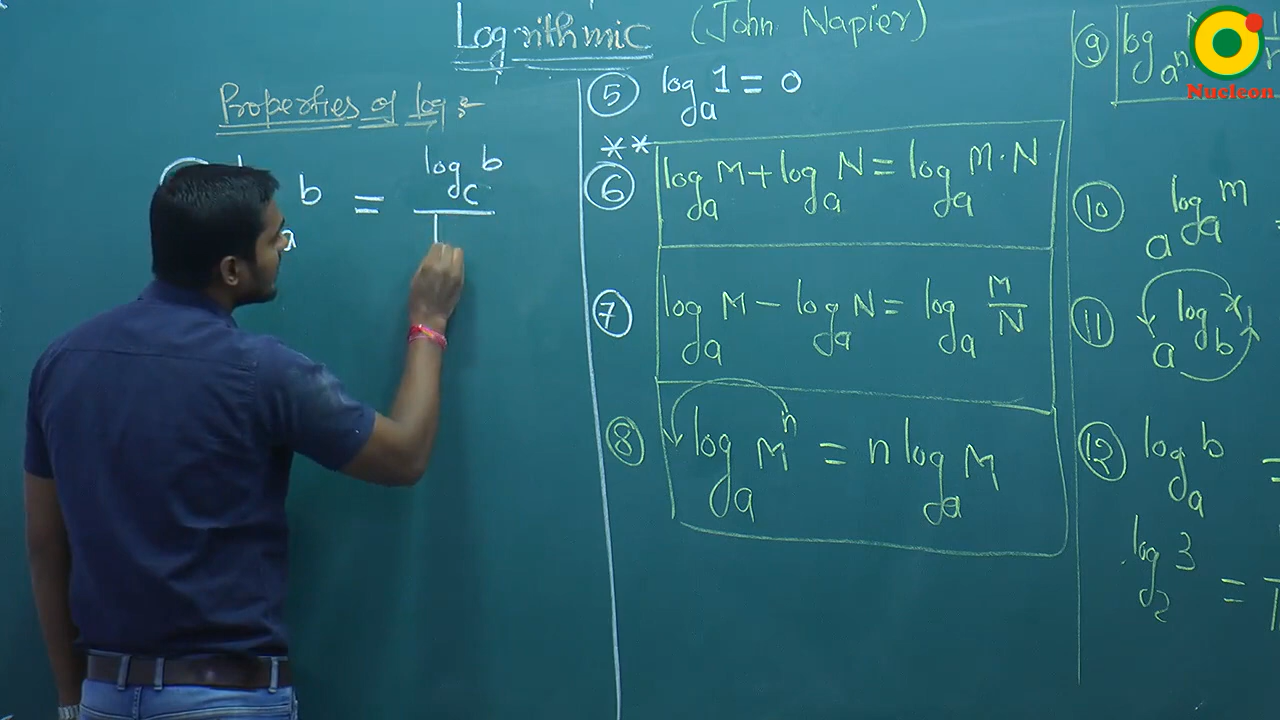 Logrithmic (John Napier)
Properties of log :-
b = log_c b
a
⑤ log_a 1 = 0
**
⑥ log_a M + log_a N = log_a M·N
⑦ log_a M - log_a N = log_a M/N
⑧ log_a M^n = n log_a M
⑨ log_a^n
⑩ a^log_a m
⑪ a^log_b x
⑫ log_a b =
log_2 3 =
Nucleon